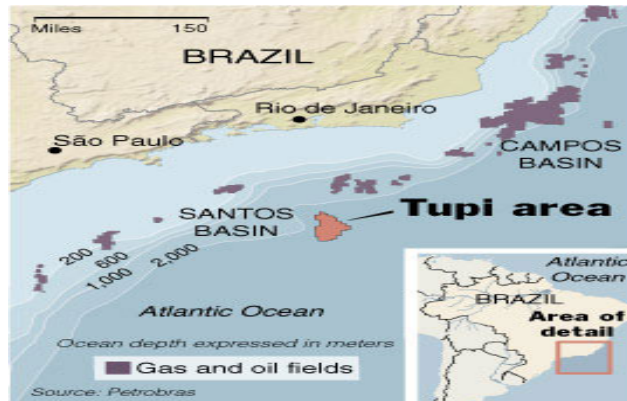 Miles 150
BRAZIL
Rio de Janeiro
São Paulo
CAMPOS
BASIN
Tupi area
SANTOS
BASIN
200
600
1,000
2,000
Atlantic Ocean
Ocean depth expressed in meters
Gas and oil fields
Source: Petrobras
Atlantic
Ocean
BRAZIL
Area of
detail